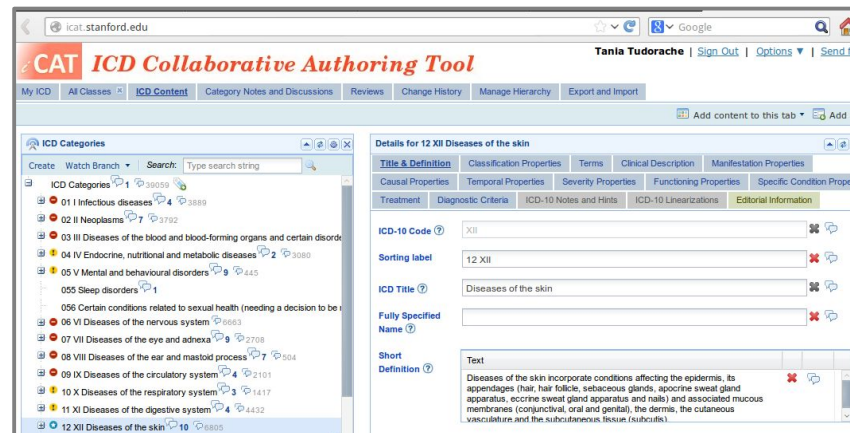 icat.stanford.edu
Google
iCAT ICD Collaborative Authoring Tool
Tania Tudorache | Sign Out | Options ▼ | Send
My ICD All Classes ICD Content Category Notes and Discussions Reviews Change History Manage Hierarchy Export and Import
Add content to this tab Add
ICD Categories
Create Watch Branch Search: Type search string
ICD Categories 1 39059
01 I Infectious diseases 4 3889
02 II Neoplasms 7 3792
03 III Diseases of the blood and blood-forming organs and certain disorde
04 IV Endocrine, nutritional and metabolic diseases 2 3080
05 V Mental and behavioural disorders 9 445
055 Sleep disorders 1
056 Certain conditions related to sexual health (needing a decision to be
06 VI Diseases of the nervous system 6663
07 VII Diseases of the eye and adnexa 9 2708
08 VIII Diseases of the ear and mastoid process 7 504
09 IX Diseases of the circulatory system 4 2101
10 X Diseases of the respiratory system 3 1417
11 XI Diseases of the digestive system 4 4432
12 XII Diseases of the skin 10 6805
Details for 12 XII Diseases of the skin
Title & Definition Classification Properties Terms Clinical Description Manifestation Properties
Causal Properties Temporal Properties Severity Properties Functioning Properties Specific Condition Prope
Treatment Diagnostic Criteria ICD-10 Notes and Hints ICD-10 Linearizations Editorial Information
ICD-10 Code XII
Sorting label 12 XII
ICD Title Diseases of the skin
Fully Specified
Name
Short
Definition
Text
Diseases of the skin incorporate conditions affecting the epidermis, its
appendages (hair, hair follicle, sebaceous glands, apocrine sweat gland
apparatus, eccrine sweat gland apparatus and nails) and associated mucous
membranes (conjunctival, oral and genital), the dermis, the cutaneous
vasculature and the subcutaneous tissue (subcutis)